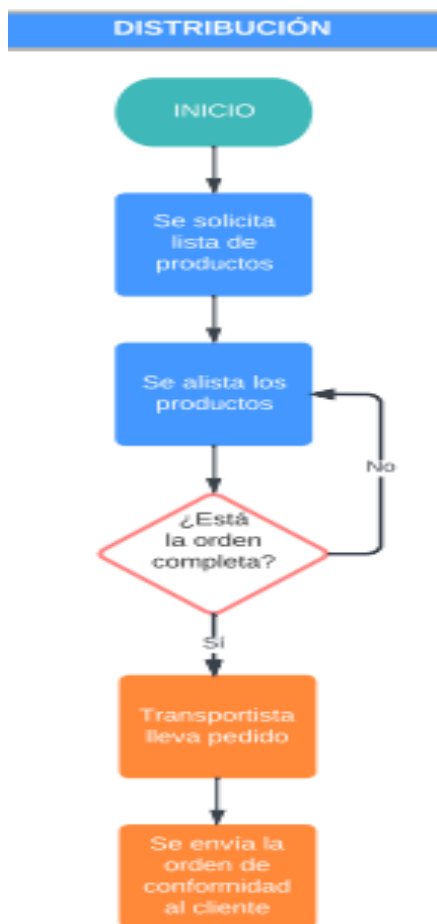 DISTRIBUCIÓN
INICIO
Se solicita
lista de
productos
Se alista los
productos
No
¿Está
la orden
completa?
Sí
Transportista
lleva pedido
Se envía la
orden de
conformidad
al cliente